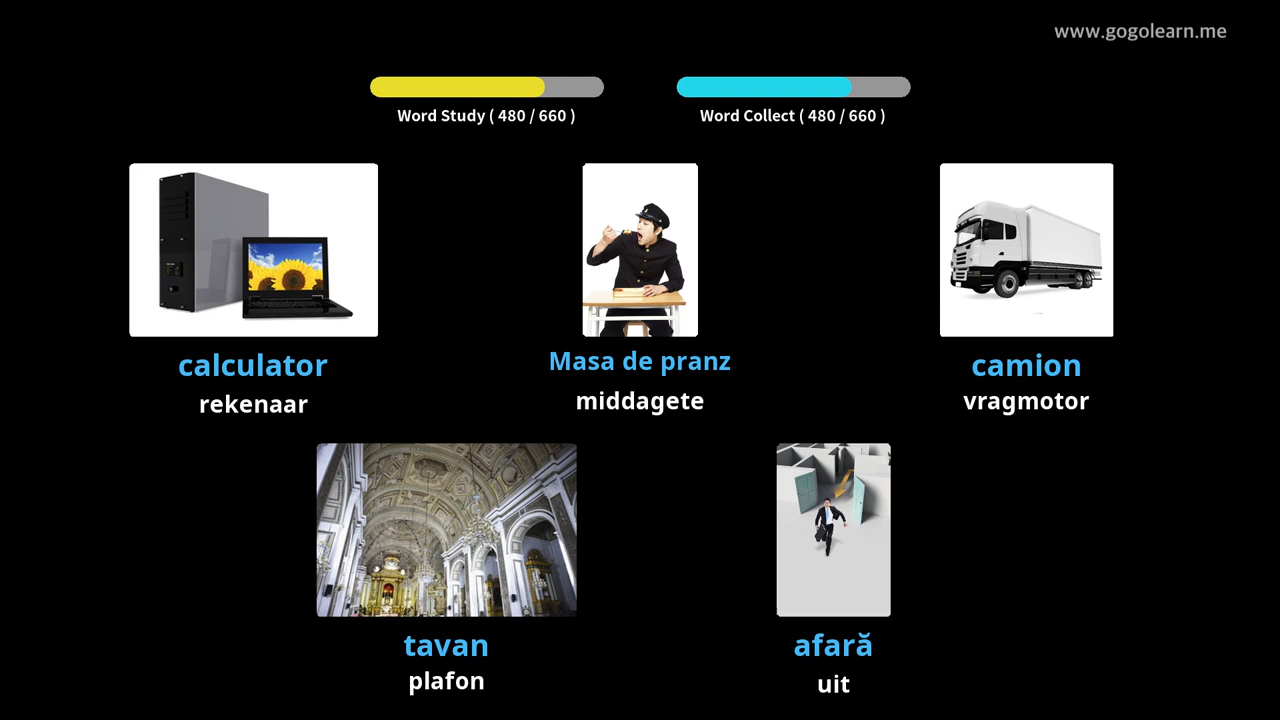 www.gogolearn.me
Word Study ( 480 / 660 )
Word Collect ( 480 / 660 )
calculator
rekenaar
Masa de pranz
middagete
camion
vragmotor
tavan
plafon
afară
uit